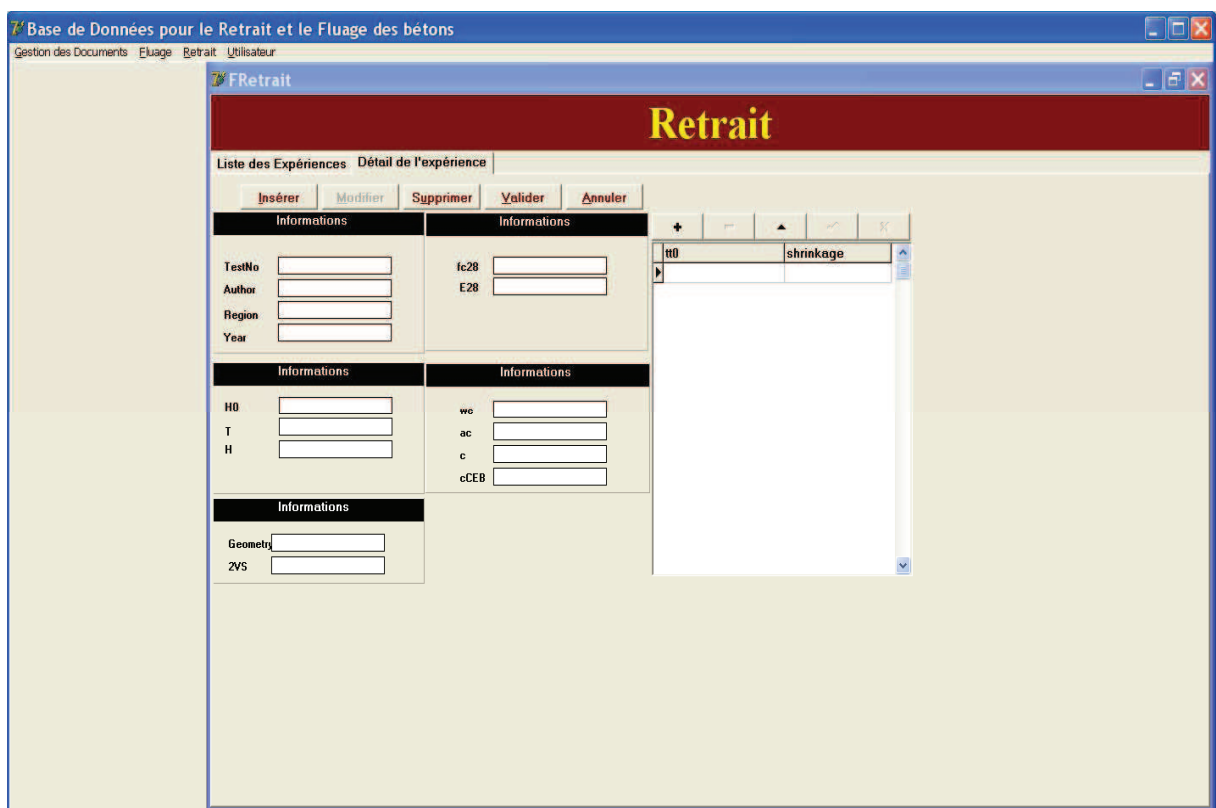 Base de Données pour le Retrait et le Fluage des bétons
Gestion des Documents Fluage Retrait Utilisateur
FRetrait
Retrait
Liste des Expériences Détail de l'expérience
Insérer Modifier Supprimer Valider Annuler
Informations Informations
tt0 shrinkage
TestNo fc28
Author E28
Region
Year
Informations Informations
H0 wc
T ac
H c
cCEB
Informations
Geometry
2VS